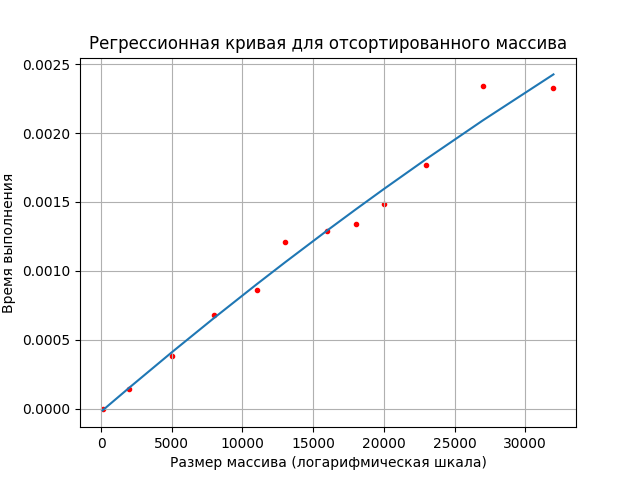 Регрессионная кривая для отсортированного массива
0.0025
0.0020
0.0015
0.0010
0.0005
0.0000
Время выполнения
0 5000 10000 15000 20000 25000 30000
Размер массива (логарифмическая шкала)